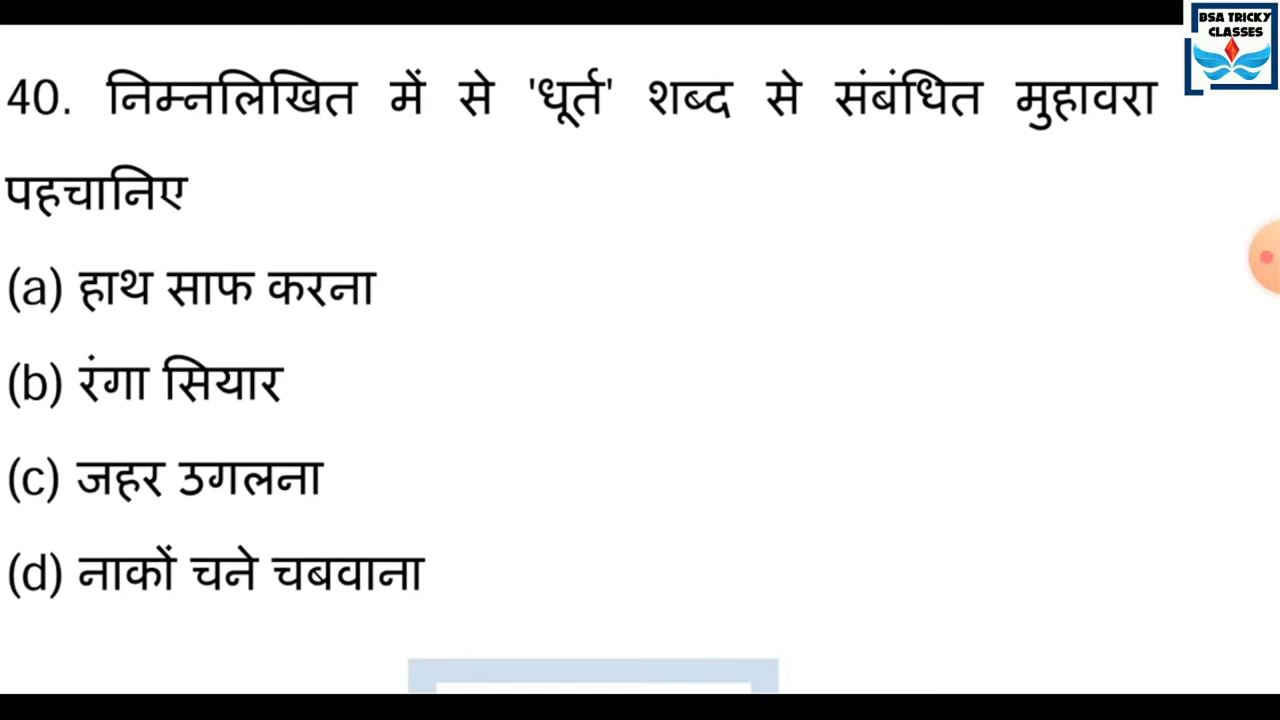 BSA TRICKY
CLASSES
40. निम्नलिखित में से 'धूर्त' शब्द से संबंधित मुहावरा
पहचानिए
(a) हाथ साफ करना
(b) रंगा सियार
(c) जहर उगलना
(d) नाकों चने चबवाना